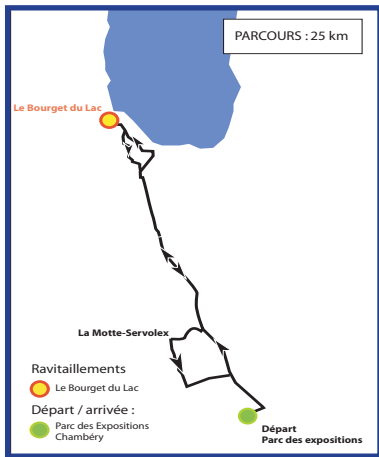 PARCOURS : 25 km
Le Bourget du Lac
La Motte-Servolex
Ravitaillements
Le Bourget du Lac
Départ / arrivée :
Parc des Expositions
Chambéry
Départ
Parc des expositions